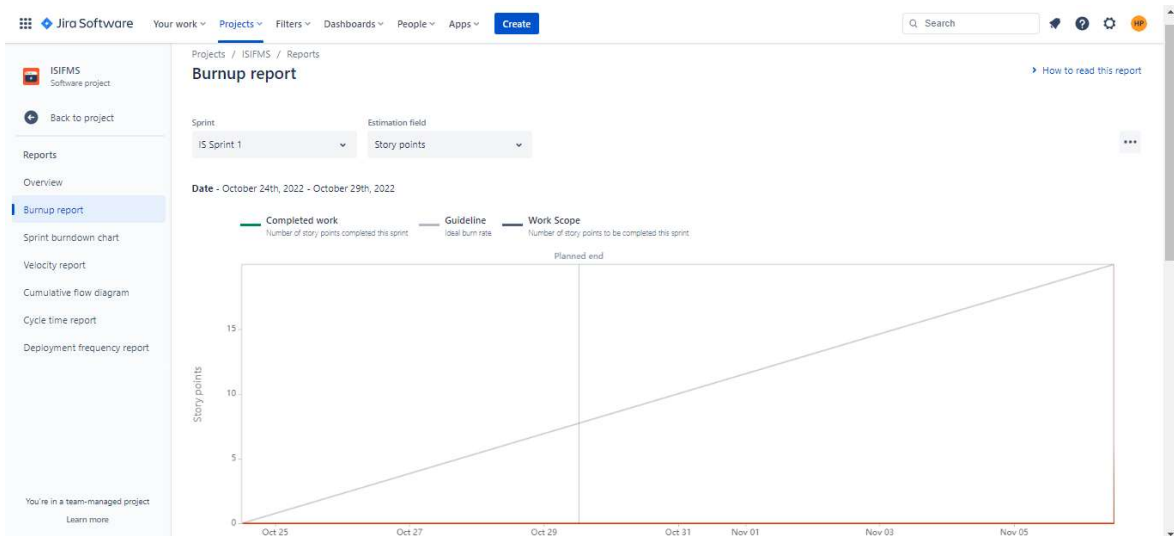 Jira Software Your work Projects Filters Dashboards People Apps Create Search HP
ISIFMS
Software project
Back to project
Reports
Overview
Burnup report
Sprint burndown chart
Velocity report
Cumulative flow diagram
Cycle time report
Deployment frequency report
You're in a team-managed project
Learn more
Projects / ISIFMS / Reports
Burnup report
How to read this report
Sprint Estimation field
IS Sprint 1 Story points
Date - October 24th, 2022 - October 29th, 2022
Completed work Guideline Work Scope
Number of story points completed this sprint Ideal burn rate Number of story points to be completed this sprint
Planned end
Story points
15
10
5
0
Oct 25 Oct 27 Oct 29 Oct 31 Nov 01 Nov 03 Nov 05